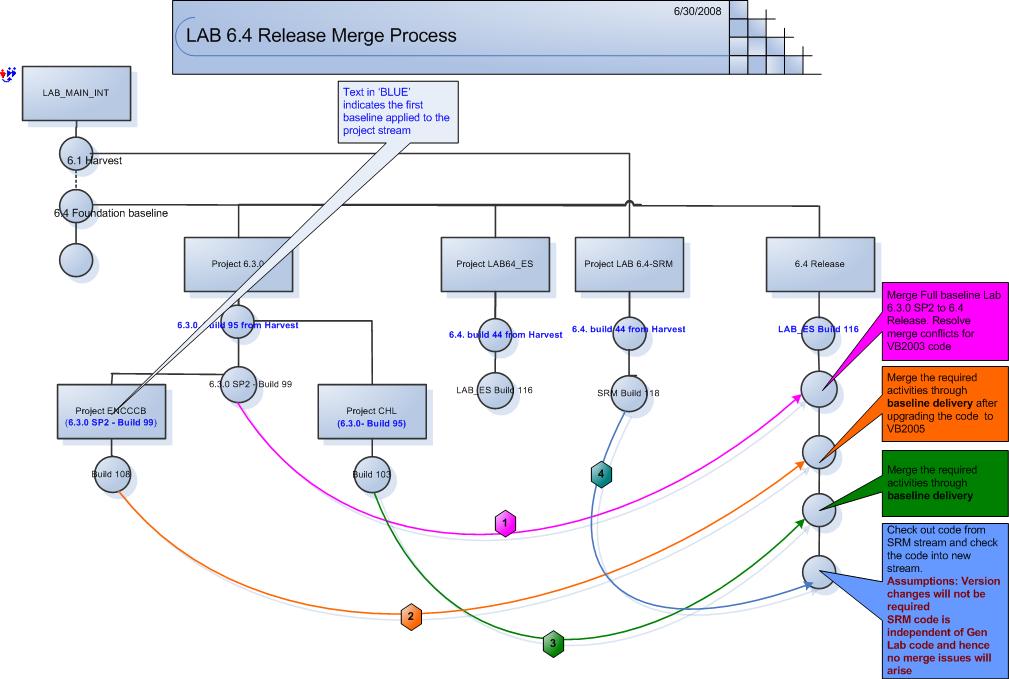 6/30/2008
LAB 6.4 Release Merge Process
LAB_MAIN_INT
Text in ‘BLUE’
indicates the first
baseline applied to the
project stream
6.1 Harvest
6.4 Foundation baseline
Project 6.3.0
Project LAB64_ES
Project LAB 6.4-SRM
6.4 Release
6.3.0. build 95 from Harvest
6.4. build 44 from Harvest
6.4. build 44 from Harvest
LAB_ES Build 116
Merge Full baseline Lab
6.3.0 SP2 to 6.4
Release. Resolve
merge conflicts for
VB2003 code
6.3.0 SP2 - Build 99
LAB_ES Build 116
SRM Build 118
Merge the required
activities through
baseline delivery after
upgrading the code to
VB2005
Project ENCCCB
(6.3.0 SP2 - Build 99)
Project CHL
(6.3.0- Build 95)
Build 108
Build 103
Merge the required
activities through
baseline delivery
4
1
2
3
Check out code from
SRM stream and check
the code into new
stream.
Assumptions: Version
changes will not be
required
SRM code is
independent of Gen
Lab code and hence
no merge issues will
arise